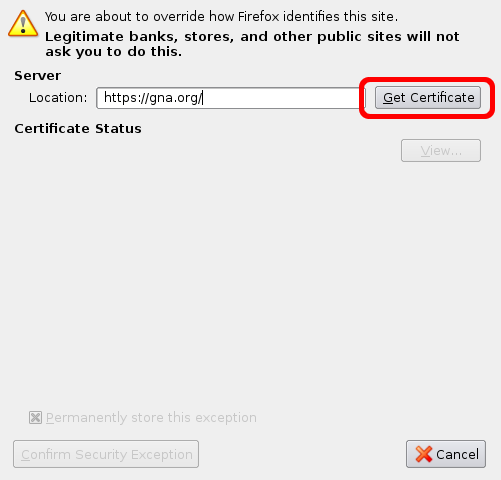 You are about to override how Firefox identifies this site.
Legitimate banks, stores, and other public sites will not
ask you to do this.
Server
Location: https://gna.org/ Get Certificate
Certificate Status
View...
Permanently store this exception
Confirm Security Exception Cancel